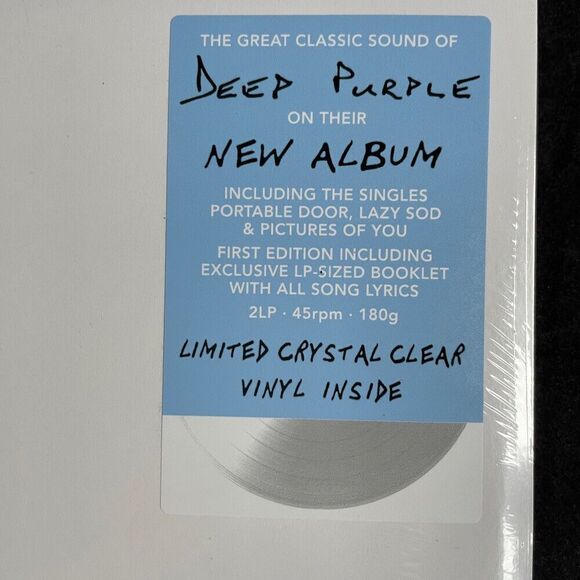 THE GREAT CLASSIC SOUND OF
DEEP PURPLE
ON THEIR
NEW ALBUM
INCLUDING THE SINGLES
PORTABLE DOOR, LAZY SOD
& PICTURES OF YOU
FIRST EDITION INCLUDING
EXCLUSIVE LP-SIZED BOOKLET
WITH ALL SONG LYRICS
2LP · 45rpm · 180g
LIMITED CRYSTAL CLEAR
VINYL INSIDE